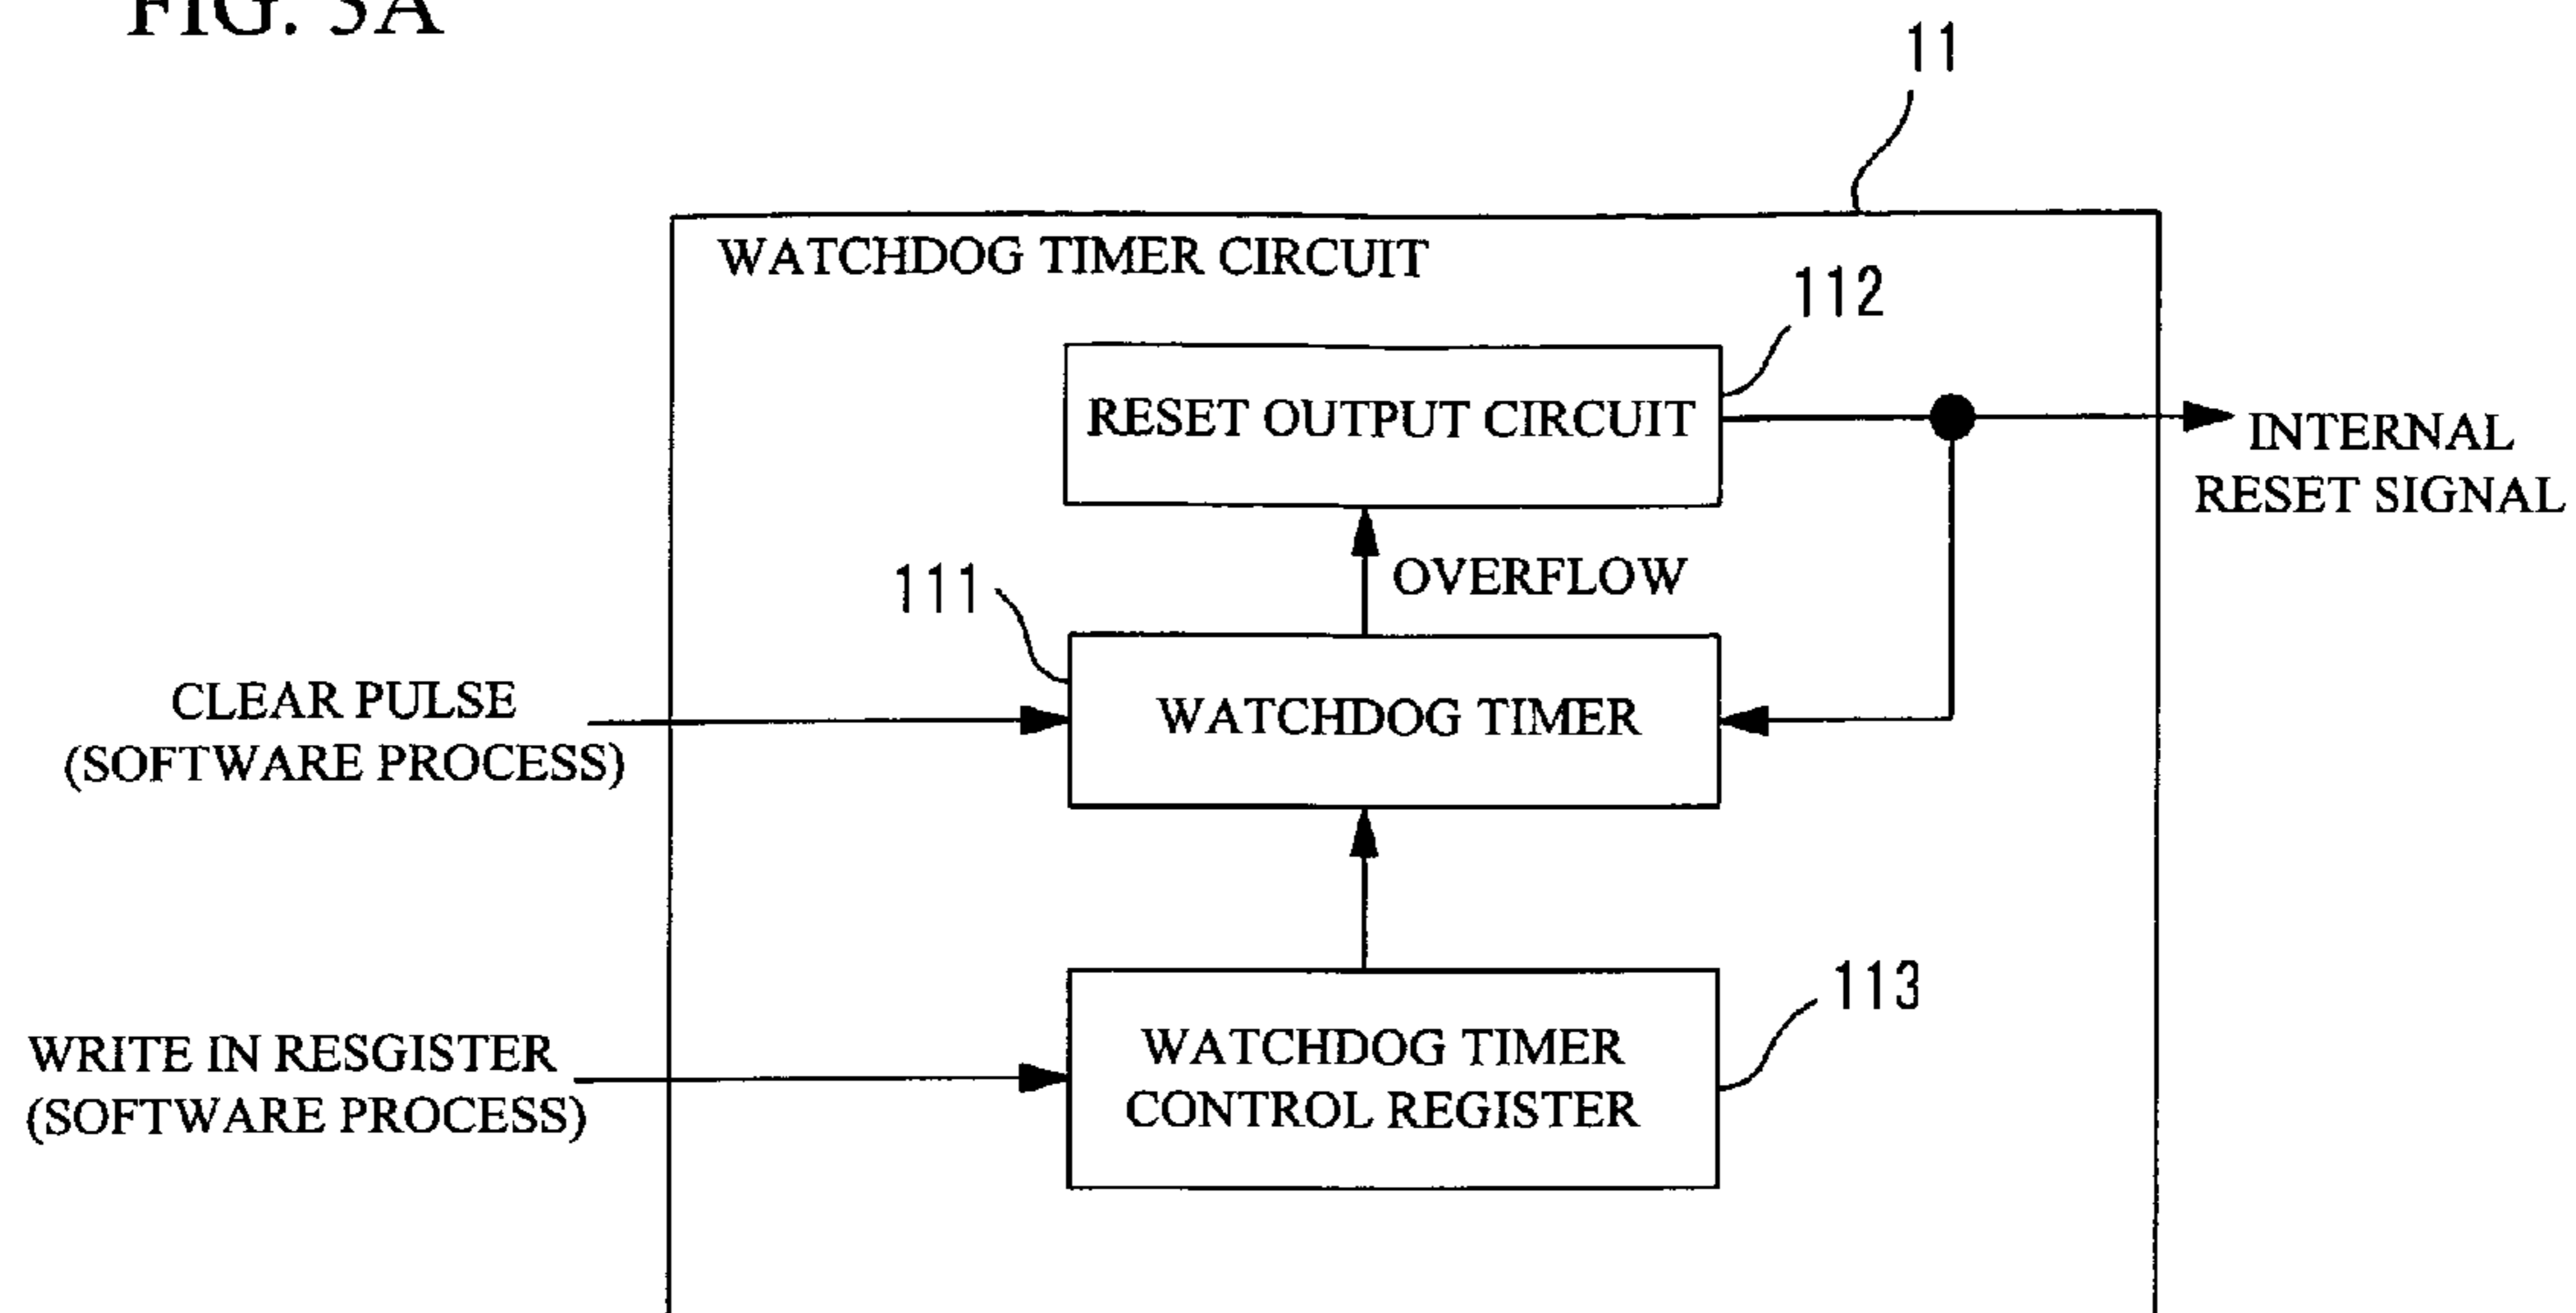 FIG. 5A
11
WATCHDOG TIMER CIRCUIT
112
RESET OUTPUT CIRCUIT
INTERNAL
RESET SIGNAL
OVERFLOW
111
CLEAR PULSE
(SOFTWARE PROCESS)
WATCHDOG TIMER
113
WRITE IN RESGISTER
(SOFTWARE PROCESS)
WATCHDOG TIMER
CONTROL REGISTER